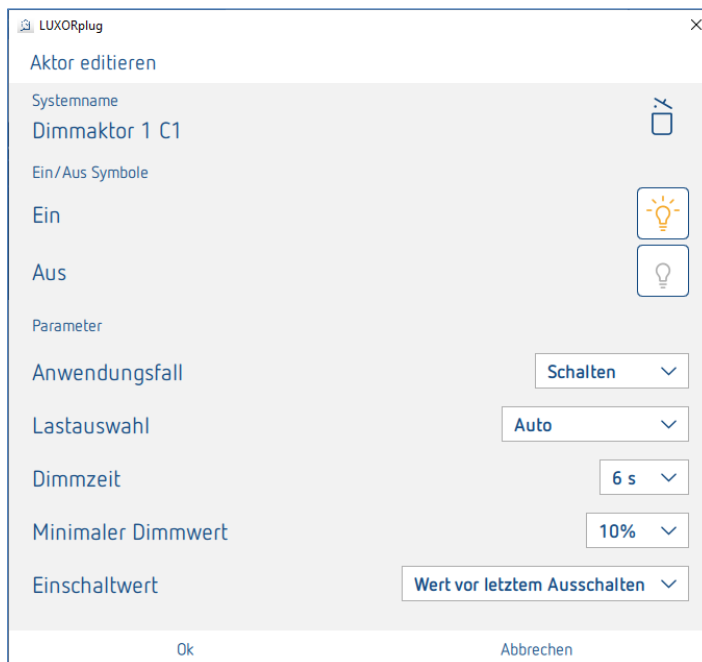 LUXORplug
Aktor editieren
Systemname
Dimmaktor 1 C1
Ein/Aus Symbole
Ein
Aus
Parameter
Anwendungsfall Schalten
Lastauswahl Auto
Dimmzeit 6 s
Minimaler Dimmwert 10%
Einschaltwert Wert vor letztem Ausschalten
Ok Abbrechen